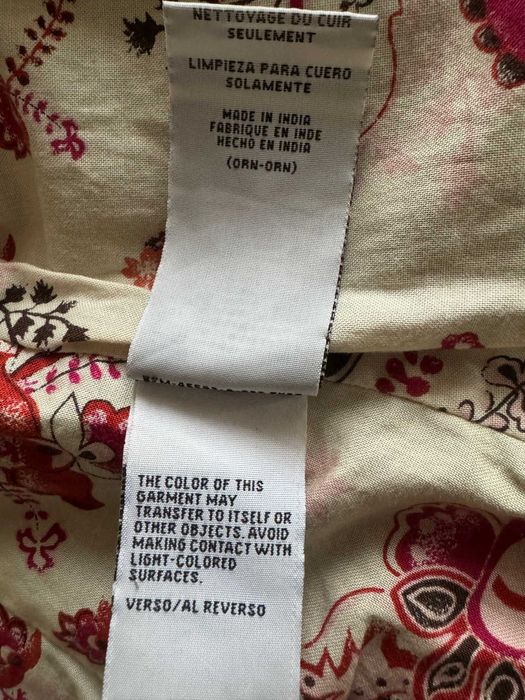 NETTOYAGE DU CUIR
SEULEMENT
LIMPIEZA PARA CUERO
SOLAMENTE
MADE IN INDIA
FABRIQUE EN INDE
HECHO EN INDIA
(ORN-ORN)
THE COLOR OF THIS
GARMENT MAY
TRANSFER TO ITSELF OR
OTHER OBJECTS. AVOID
MAKING CONTACT WITH
LIGHT-COLORED
SURFACES.
VERSO/AL REVERSO